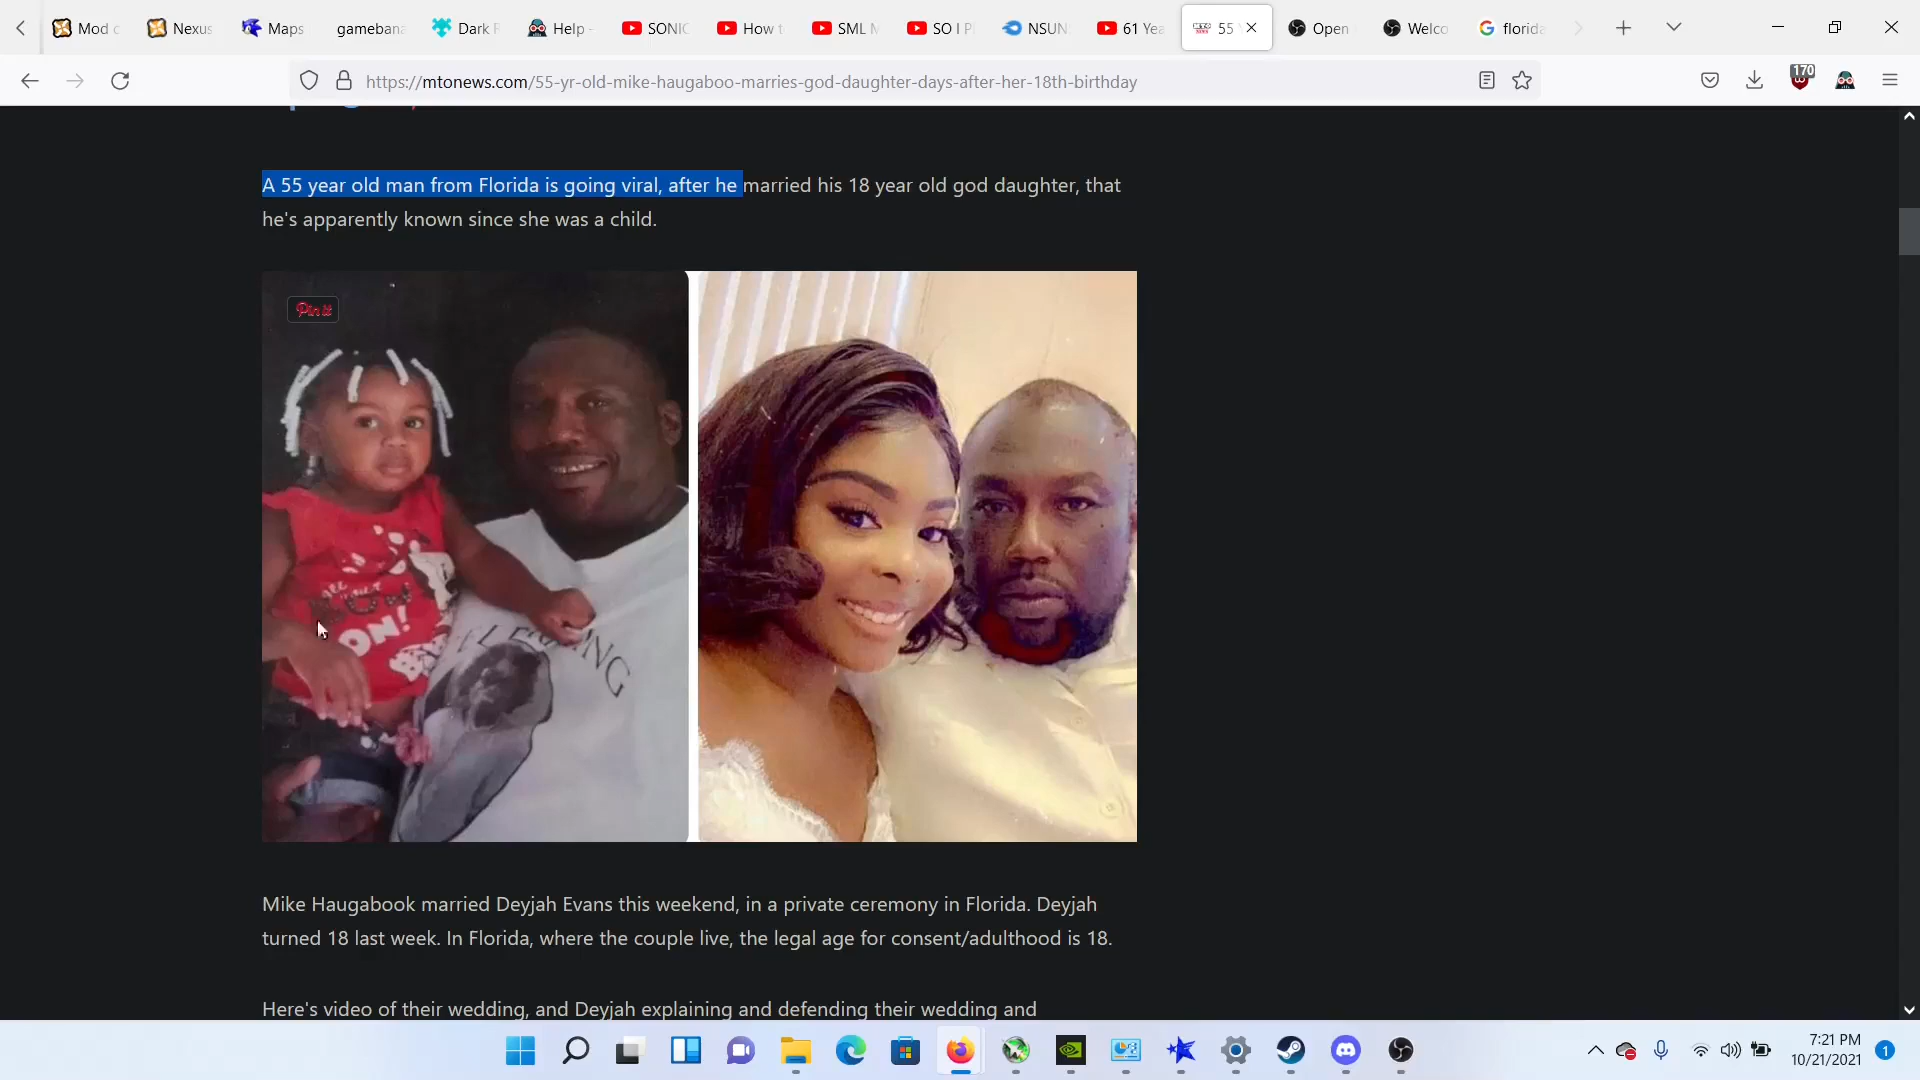 Mod c
Nexus
Maps
gamebana
Dark R
Help -
SONIC
How t
SML M
SO I P
NSUN
61 Yea
55 Y
Open
Welco
florida
https://mtonews.com/55-yr-old-mike-haugaboo-marries-god-daughter-days-after-her-18th-birthday
170
A 55 year old man from Florida is going viral, after he married his 18 year old god daughter, that
he's apparently known since she was a child.
Pin it
ON!
Mike Haugabook married Deyjah Evans this weekend, in a private ceremony in Florida. Deyjah
turned 18 last week. In Florida, where the couple live, the legal age for consent/adulthood is 18.
Here's video of their wedding, and Deyjah explaining and defending their wedding and
7:21 PM
10/21/2021
1